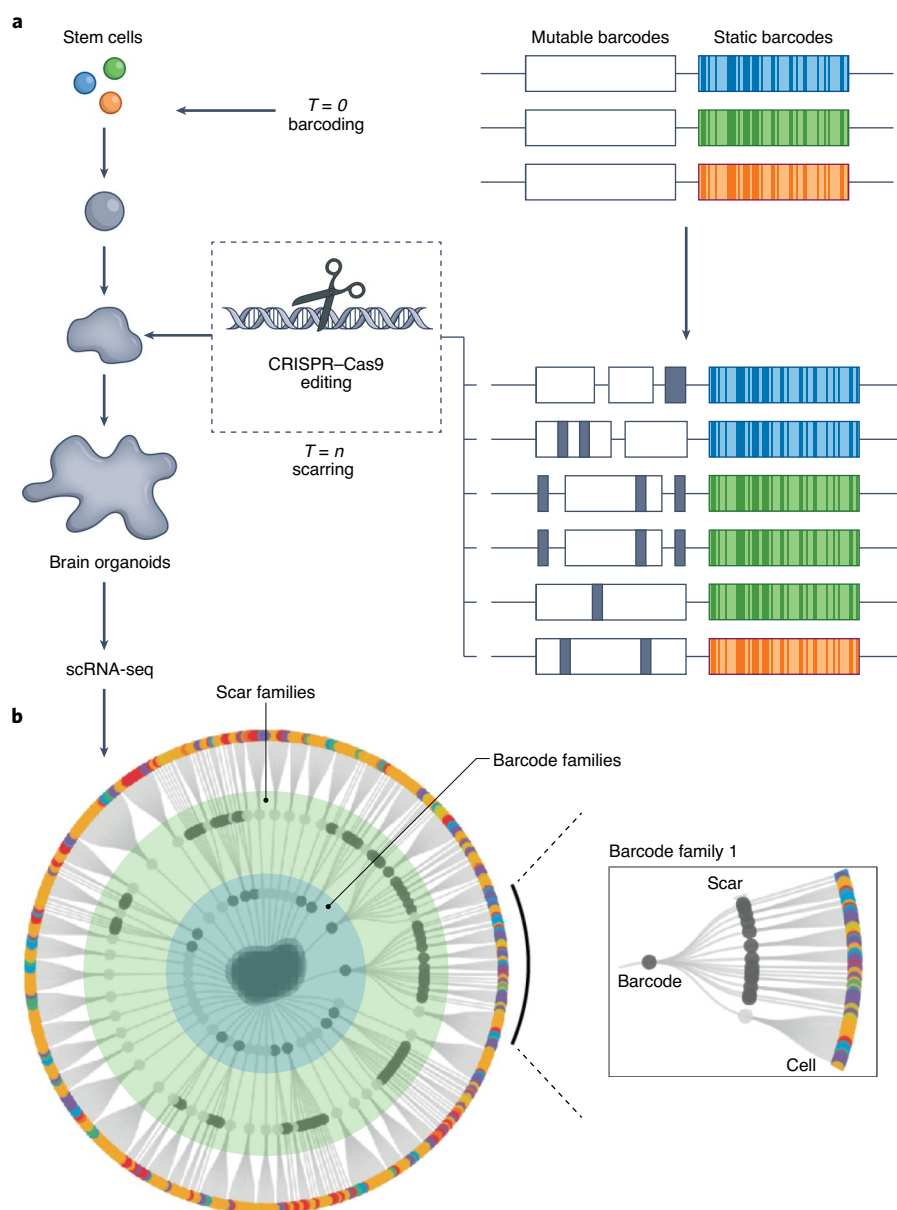 a
Stem cells
T = 0
barcoding
Mutable barcodes
Static barcodes
CRISPR–Cas9
editing
T = n
scarring
Brain organoids
scRNA-seq
b
Scar families
Barcode families
Barcode family 1
Scar
Barcode
Cell